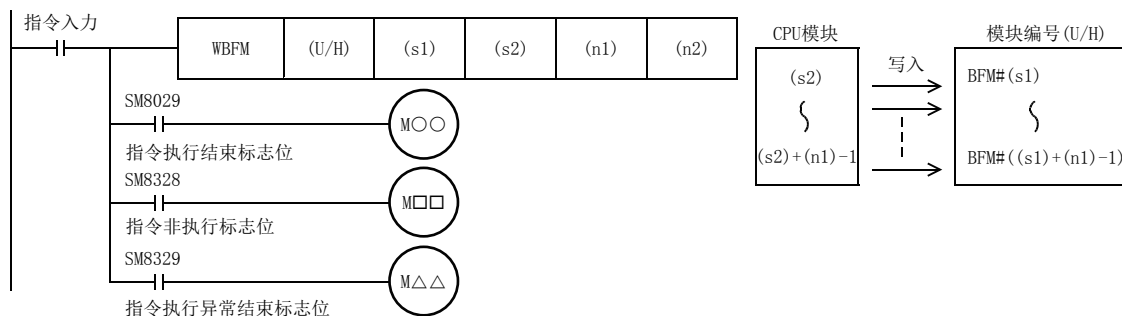 指令入力
WBFM (U/H) (s1) (s2) (n1) (n2)
SM8029
M○○
指令执行结束标志位
SM8328
M□□
指令非执行标志位
SM8329
M△△
指令执行异常结束标志位
CPU模块
(s2)
(s2)+(n1)-1
写入
模块编号(U/H)
BFM#(s1)
BFM#((s1)+(n1)-1)